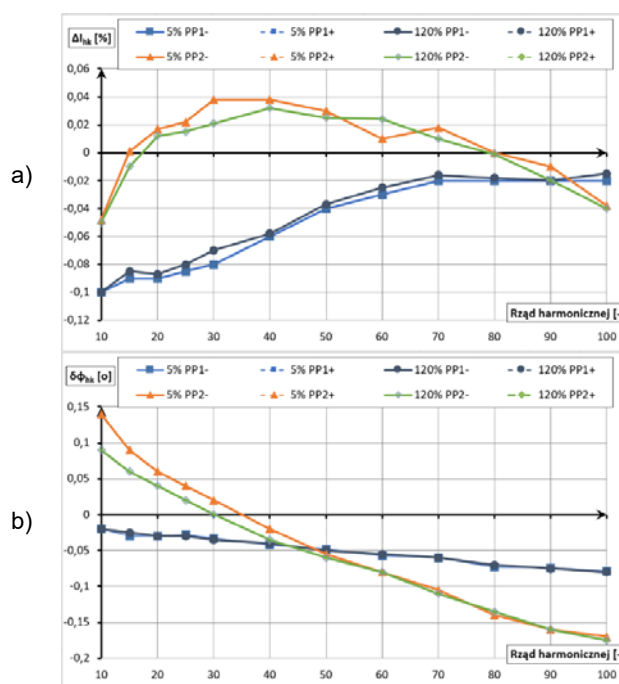 a)
ΔI_hk [%]
5% PP1- 5% PP1+ 120% PP1- 120% PP1+
5% PP2- 5% PP2+ 120% PP2- 120% PP2+
0,06
0,04
0,02
0
-0,02
-0,04
-0,06
-0,08
-0,1
-0,12
Rząd harmonicznej [-
10 20 30 40 50 60 70 80 90 100
b)
δϕ_hk [o]
5% PP1- 5% PP1+ 120% PP1- 120% PP1+
5% PP2- 5% PP2+ 120% PP2- 120% PP2+
0,15
0,1
0,05
0
-0,05
-0,1
-0,15
-0,2
Rząd harmonicznej [-
10 20 30 40 50 60 70 80 90 100